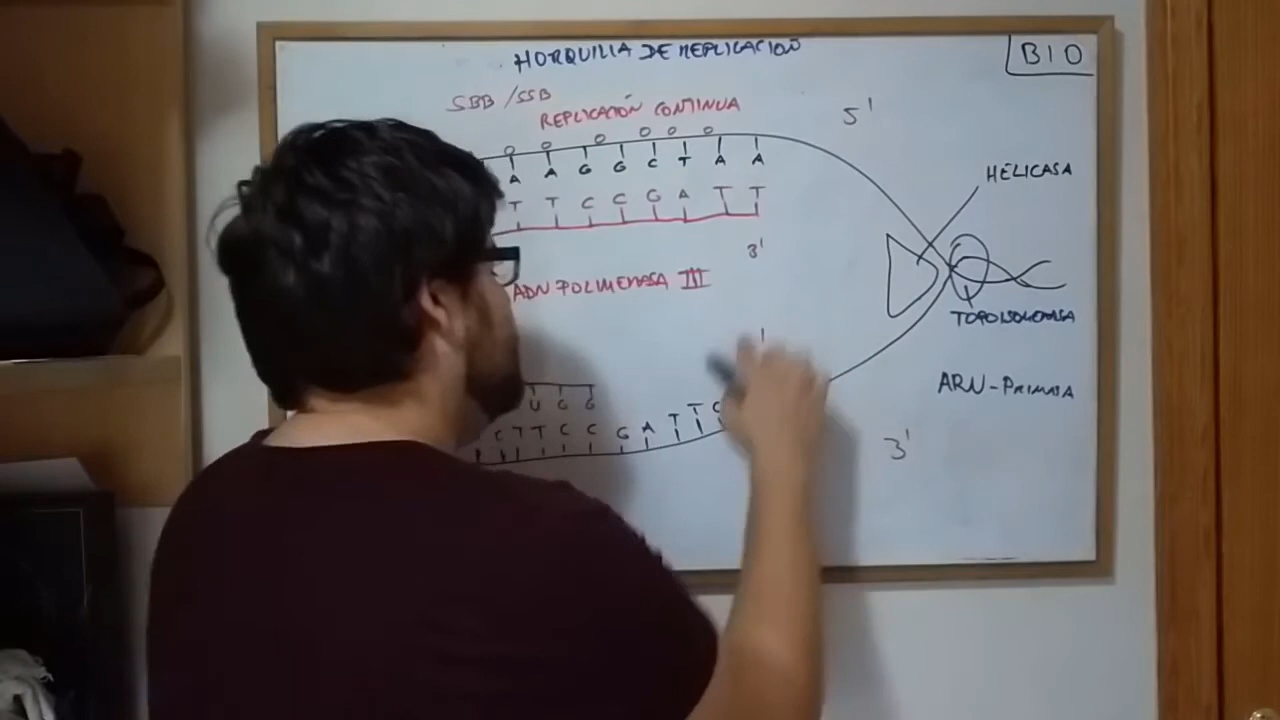 HORQUILLA DE REPLICACIÓN
BIO
SBB/SSB
REPLICACIÓN CONTINUA
5'
A A G G C T A A
T T C C G A T T
HELICASA
3'
ADN POLIMERASA III
TOPOISOMERASA
ARN-PRIMASA
U G G
C T T C C G A T T C
3'